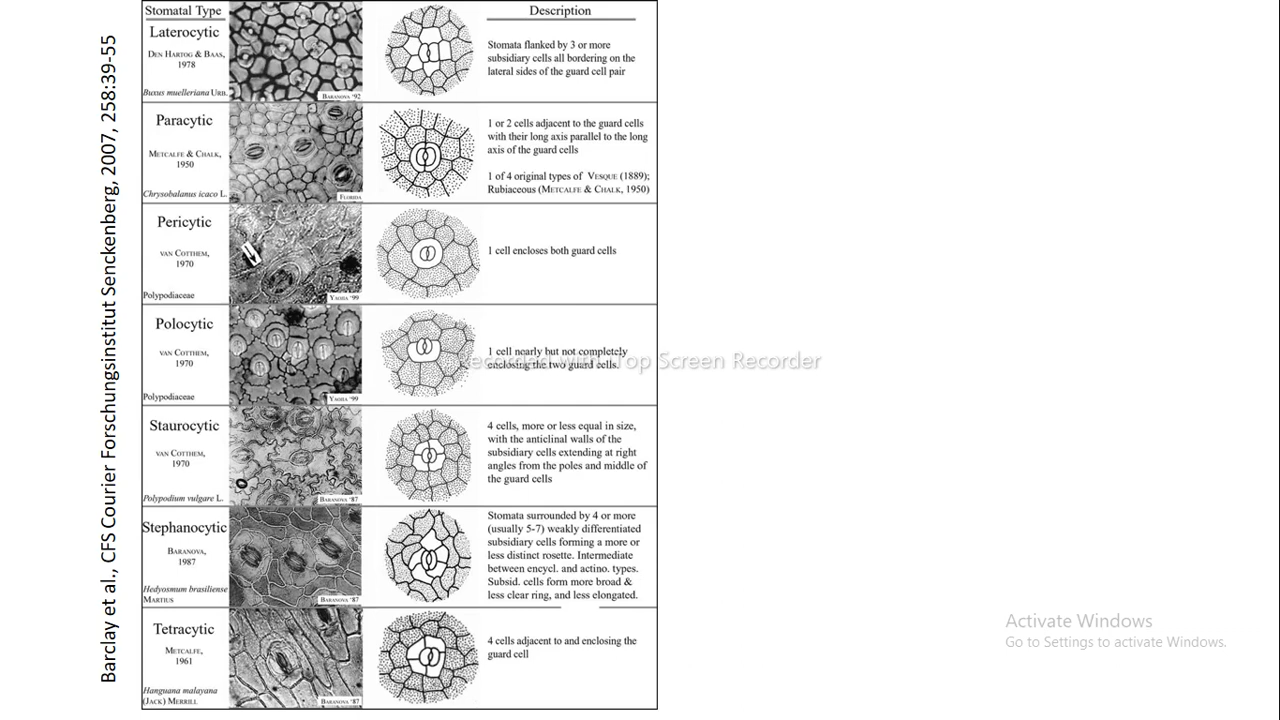 Barclay et al., CFS Courier Forschungsinstitut Senckenberg, 2007, 258:39-55
Stomatal Type
Description
Laterocytic
DEN HARTOG & BAAS,
1978
Buxus muelleriana URB.
BARANOVA '92
Stomata flanked by 3 or more
subsidiary cells all bordering on the
lateral sides of the guard cell pair
Paracytic
METCALFE & CHALK,
1950
Chrysobalanus icaco L.
FLORIDA
1 or 2 cells adjacent to the guard cells
with their long axis parallel to the long
axis of the guard cells
1 of 4 original types of VESQUE (1889);
Rubiaceous (METCALFE & CHALK, 1950)
Pericytic
VAN COTTHEM,
1970
Polypodiaceae
YAOJIA '99
1 cell encloses both guard cells
Polocytic
VAN COTTHEM,
1970
Polypodiaceae
YAOJIA '99
1 cell nearly but not completely
enclosing the two guard cells.
Recorded with Top Screen Recorder
Staurocytic
VAN COTTHEM,
1970
Polypodium vulgare L.
BARANOVA '87
4 cells, more or less equal in size,
with the anticlinal walls of the
subsidiary cells extending at right
angles from the poles and middle of
the guard cells
Stephanocytic
BARANOVA,
1987
Hedyosmum brasiliense
MARTIUS
BARANOVA '87
Stomata surrounded by 4 or more
(usually 5-7) weakly differentiated
subsidiary cells forming a more or
less distinct rosette. Intermediate
between encycl. and actino. types.
Subsid. cells form more broad &
less clear ring, and less elongated.
Tetracytic
METCALFE,
1961
Hanguana malayana
(JACK) MERRILL
BARANOVA '87
4 cells adjacent to and enclosing the
guard cell
Activate Windows
Go to Settings to activate Windows.